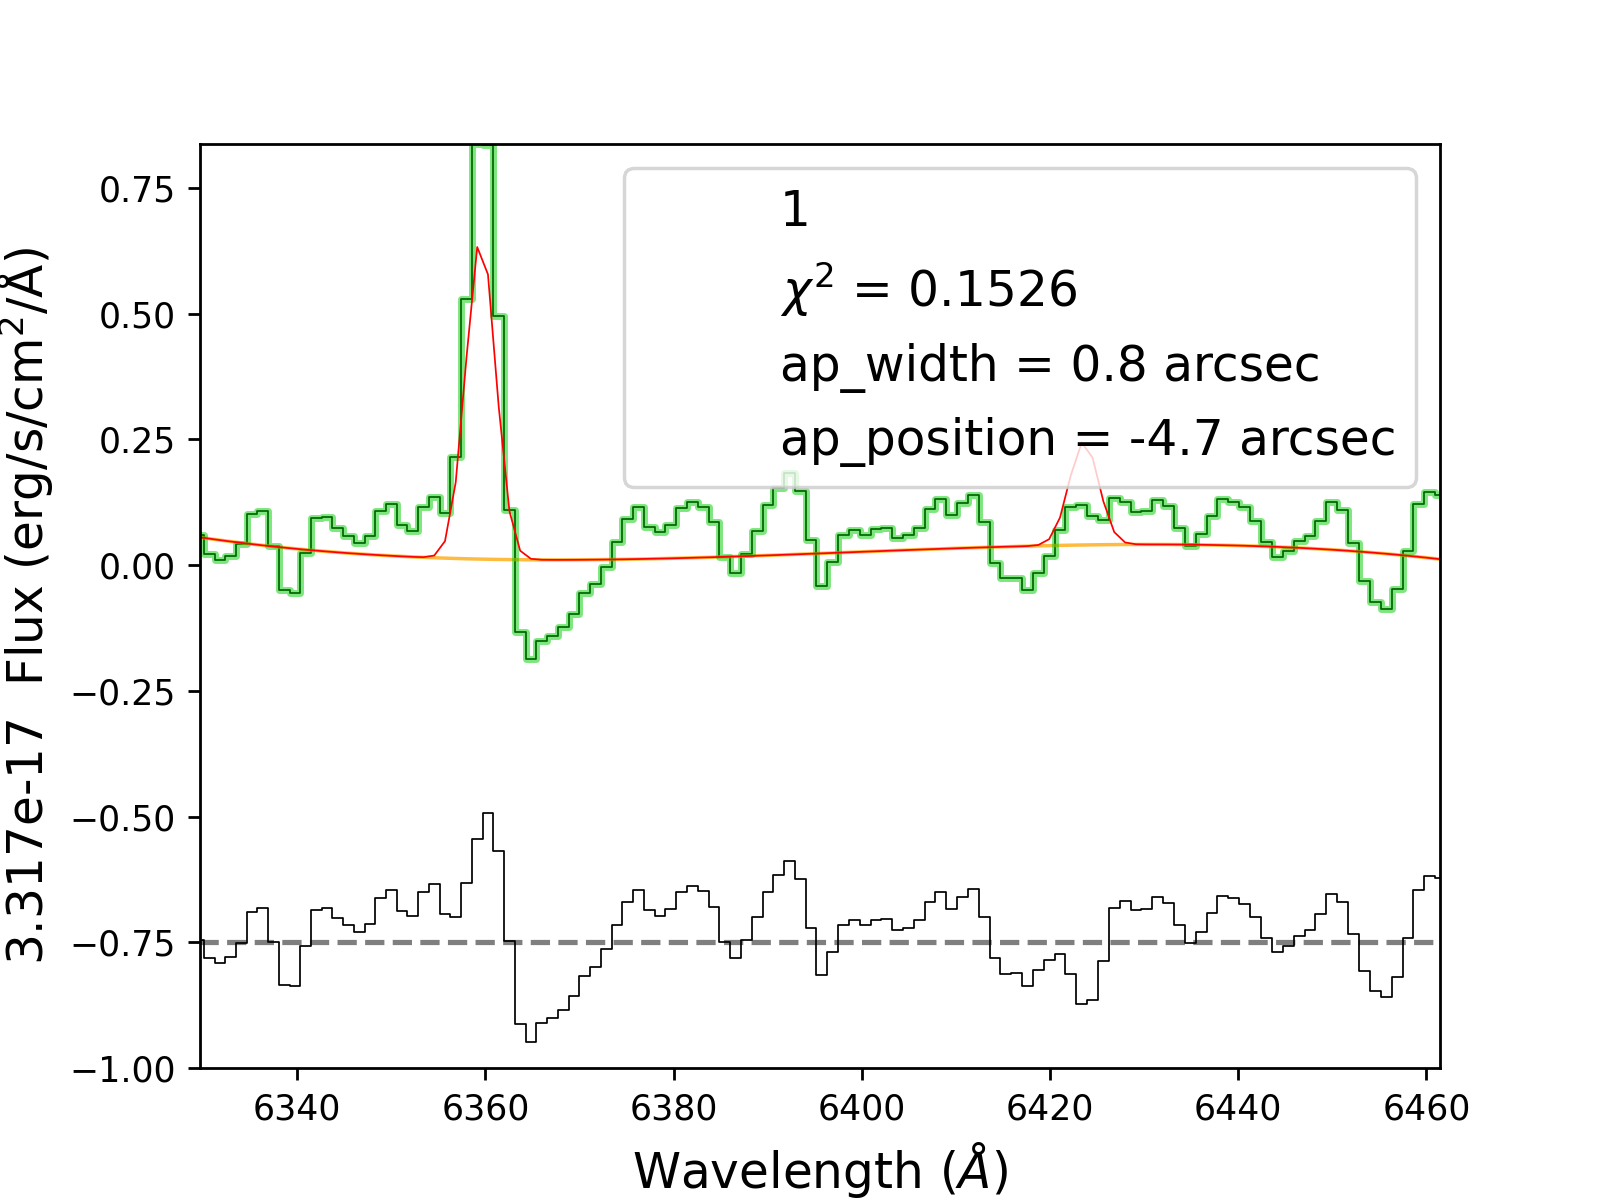 3.317e-17 Flux (erg/s/cm²/Å)
0.75
0.50
0.25
0.00
−0.25
−0.50
−0.75
−1.00
1
χ² = 0.1526
ap_width = 0.8 arcsec
ap_position = -4.7 arcsec
6340 6360 6380 6400 6420 6440 6460
Wavelength (Å)